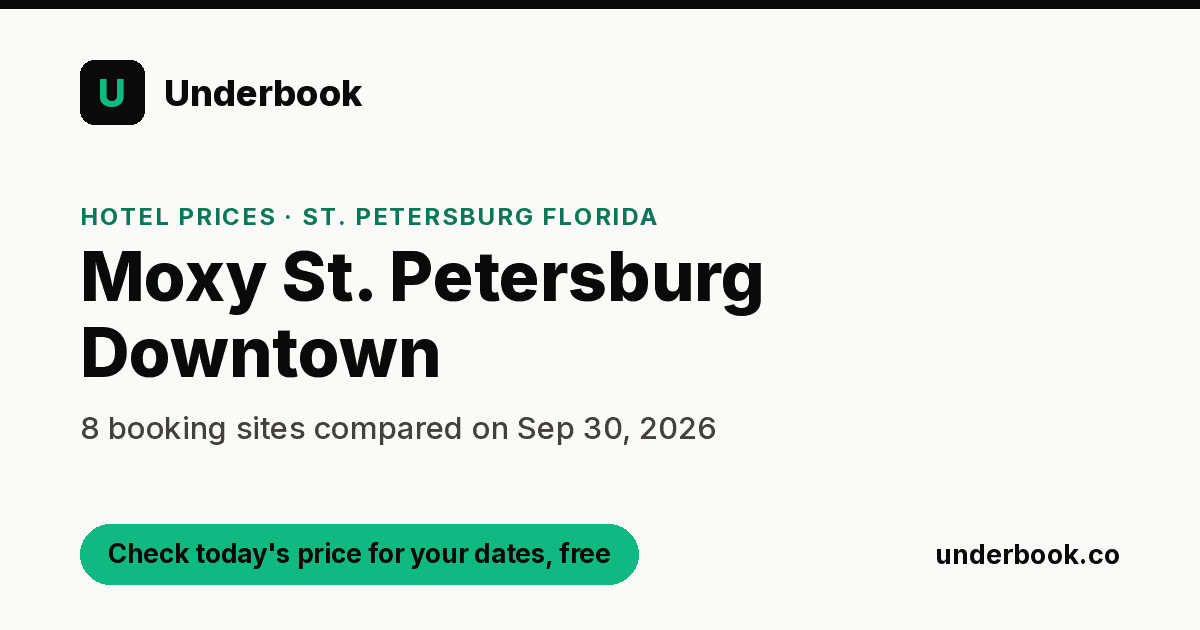 U Underbook
HOTEL PRICES · ST. PETERSBURG FLORIDA
Moxy St. Petersburg
Downtown
8 booking sites compared on Sep 30, 2026
Check today's price for your dates, free
underbook.co